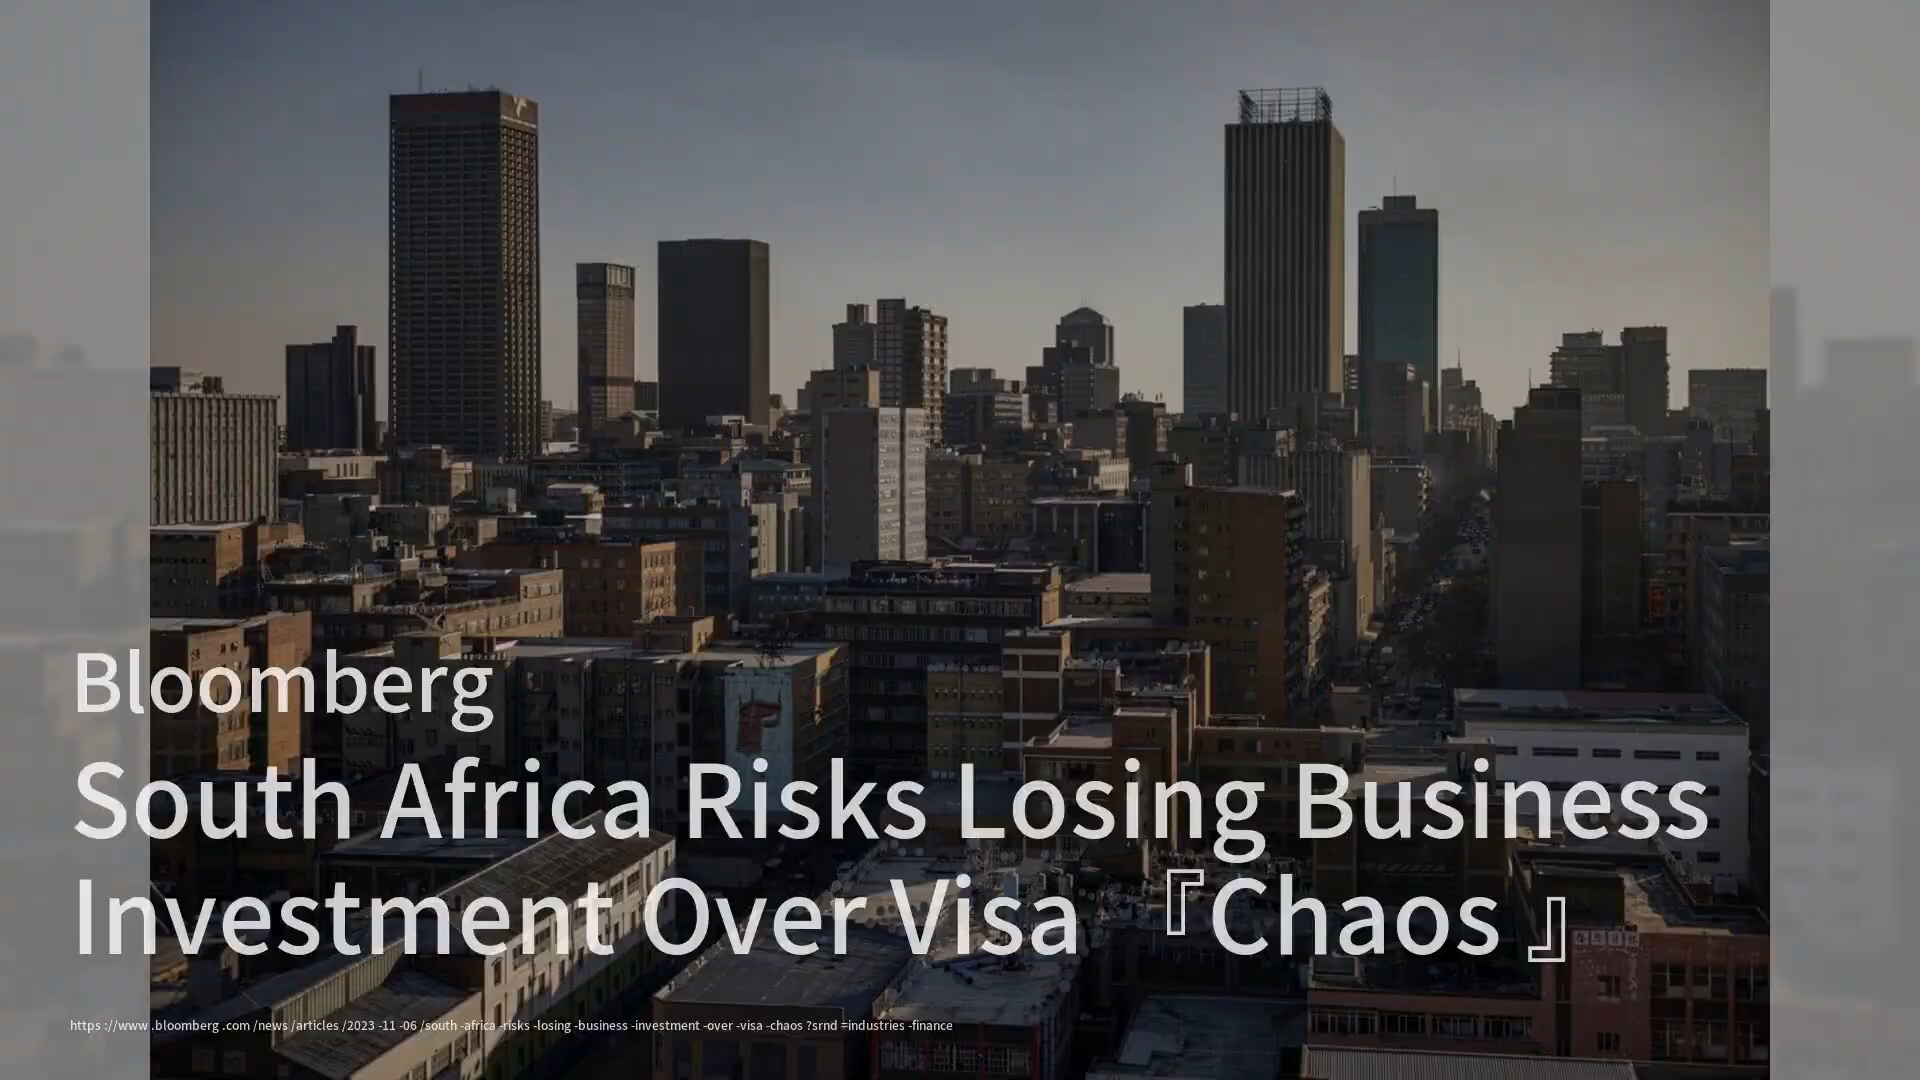 Bloomberg
South Africa Risks Losing Business
Investment Over Visa 『Chaos 』
https ://www .bloomberg .com /news /articles /2023 -11 -06 /south -africa -risks -losing -business -investment -over -visa -chaos ?srnd =industries -finance